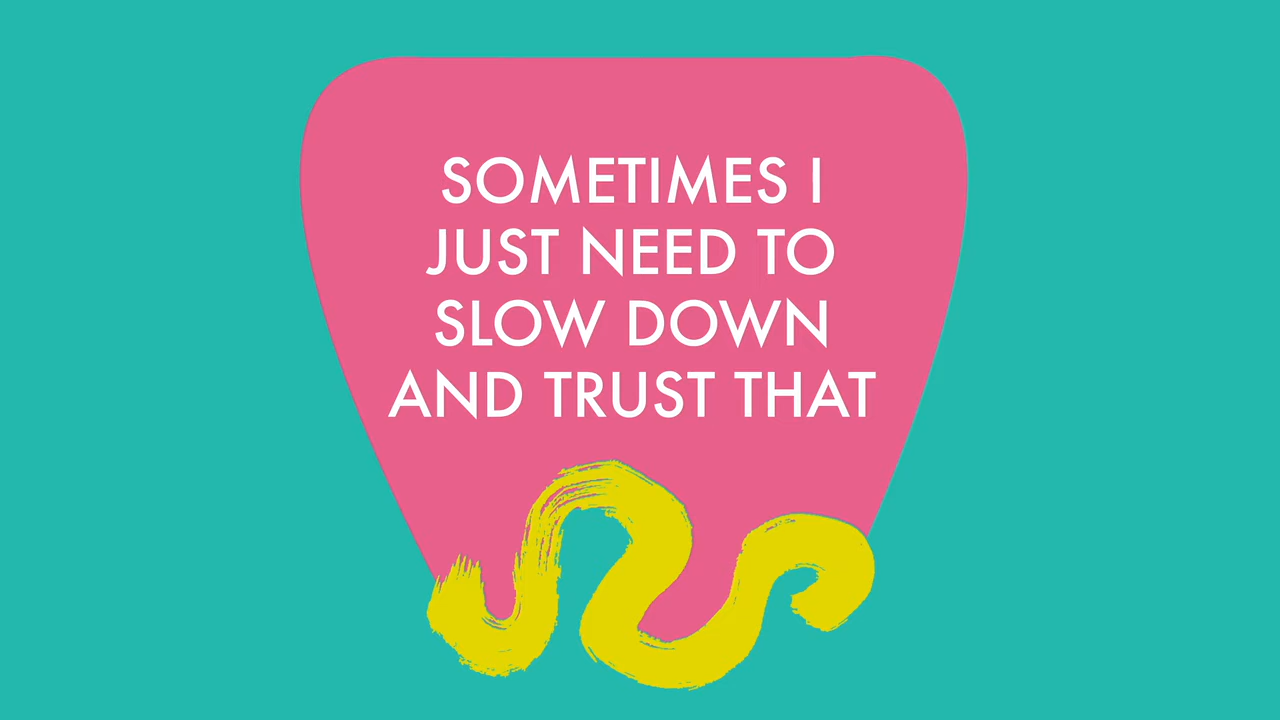 SOMETIMES I
JUST NEED TO
SLOW DOWN
AND TRUST THAT